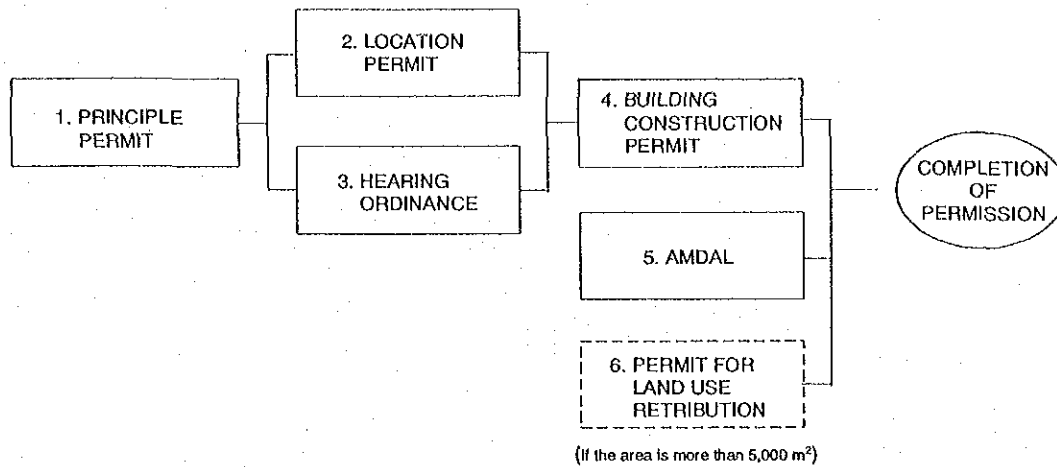 1. PRINCIPLE
PERMIT
2. LOCATION
PERMIT
3. HEARING
ORDINANCE
4. BUILDING
CONSTRUCTION
PERMIT
5. AMDAL
6. PERMIT FOR
LAND USE
RETRIBUTION
(If the area is more than 5,000 m²)
COMPLETION
OF
PERMISSION